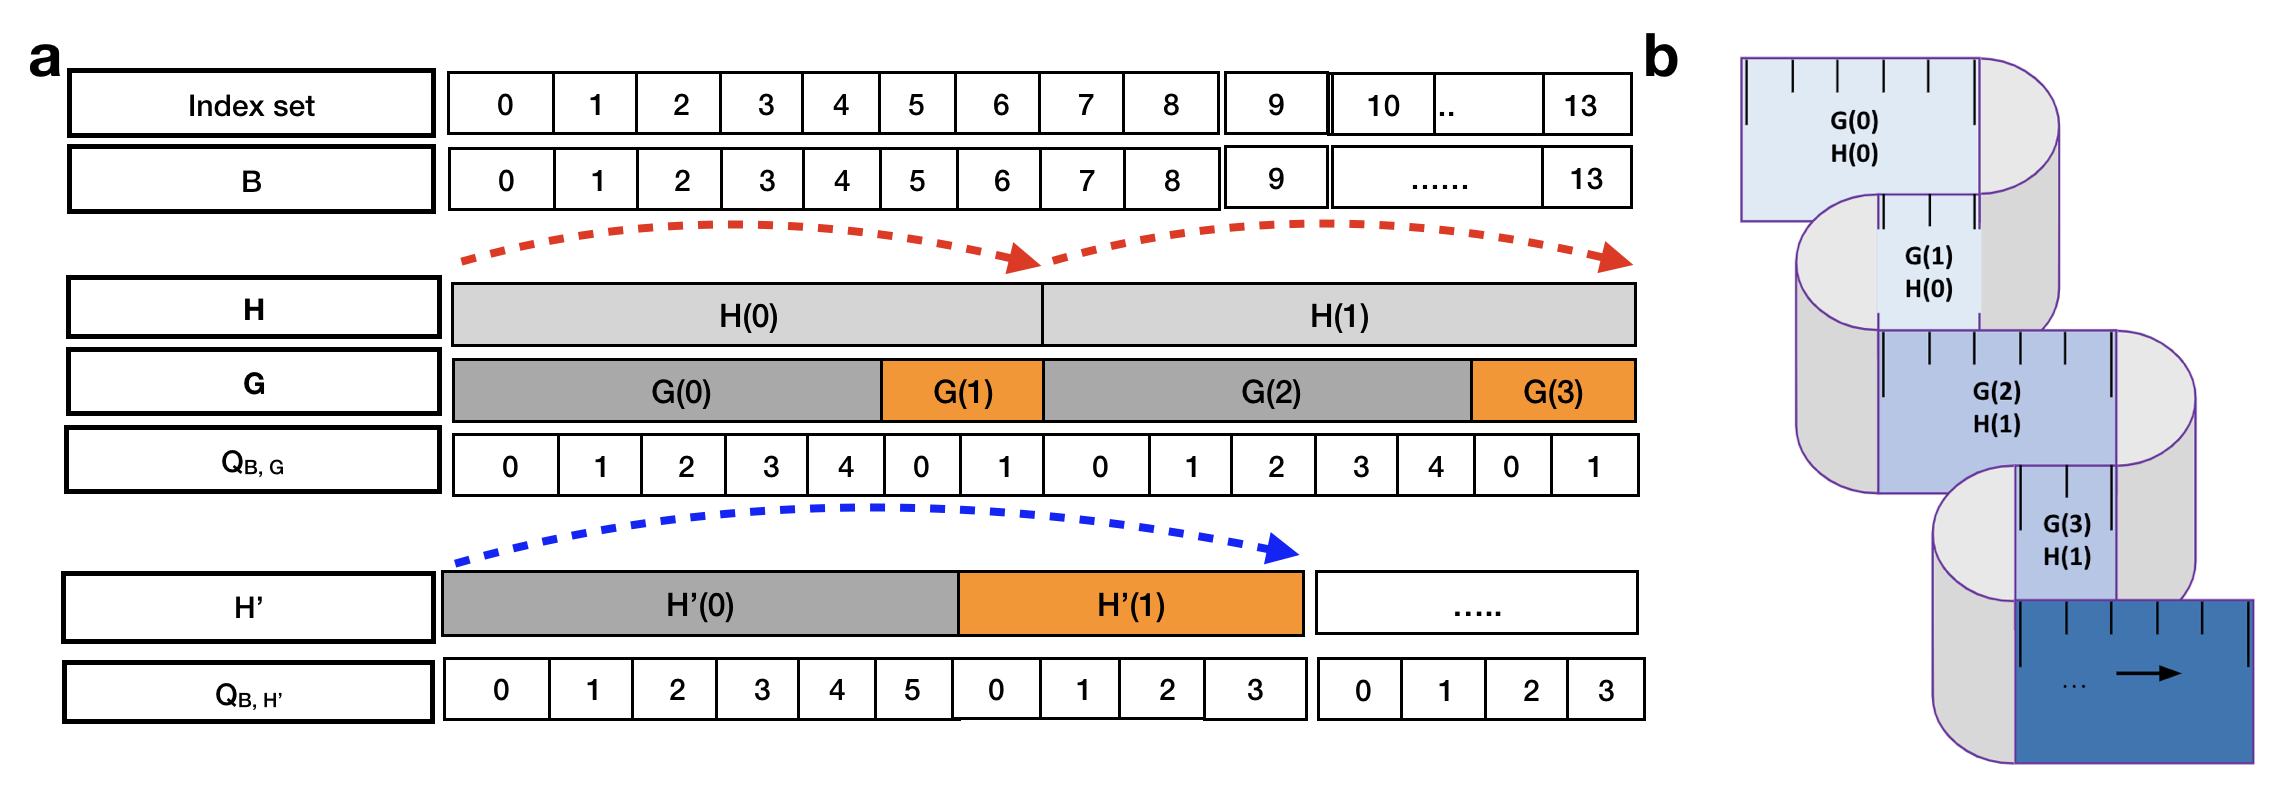 a
Index set 0 1 2 3 4 5 6 7 8 9 10 .. 13
B 0 1 2 3 4 5 6 7 8 9 ...... 13
H H(0) H(1)
G G(0) G(1) G(2) G(3)
QB, G 0 1 2 3 4 0 1 0 1 2 3 4 0 1
H’ H’(0) H’(1) .....
QB, H’ 0 1 2 3 4 5 0 1 2 3 0 1 2 3
b
G(0)
H(0)
G(1)
H(0)
G(2)
H(1)
G(3)
H(1)
...